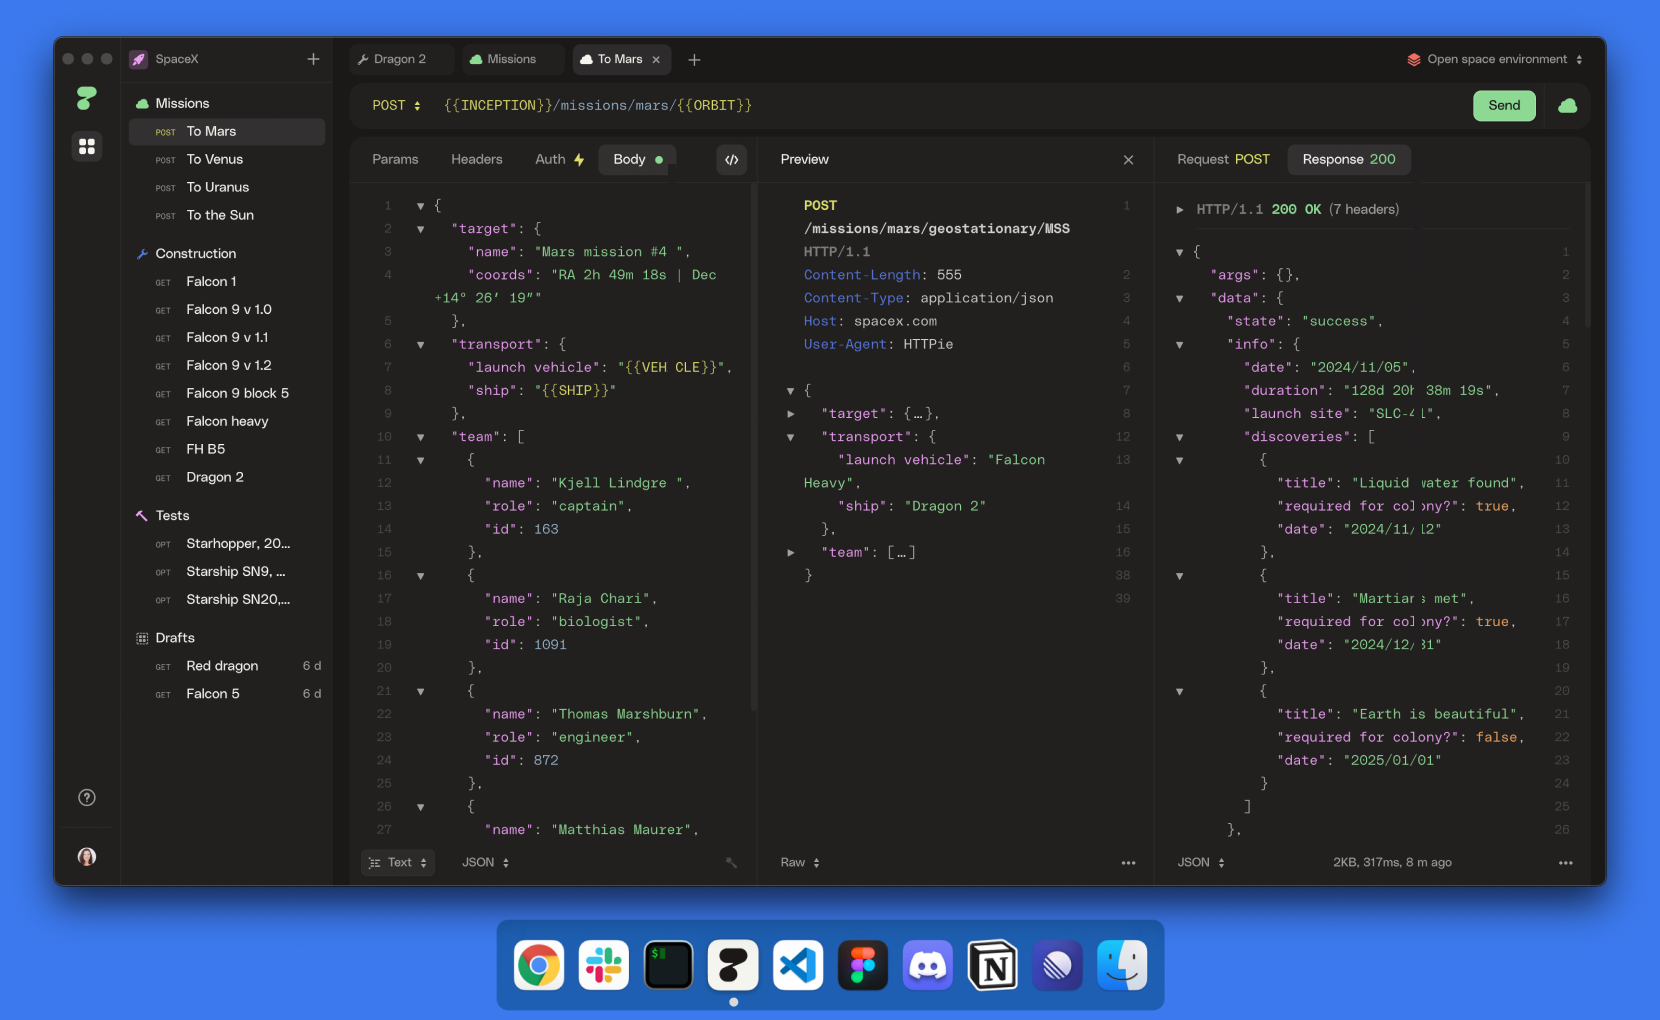 SpaceX
Dragon 2
Missions
To Mars
Open space environment
Missions
POST To Mars
POST To Venus
POST To Uranus
POST To the Sun
Construction
GET Falcon 1
GET Falcon 9 v 1.0
GET Falcon 9 v 1.1
GET Falcon 9 v 1.2
GET Falcon 9 block 5
GET Falcon heavy
GET FH B5
GET Dragon 2
Tests
OPT Starhopper, 20...
OPT Starship SN9, ...
OPT Starship SN20,...
Drafts
GET Red dragon 6 d
GET Falcon 5 6 d
POST {{INCEPTION}}/missions/mars/{{ORBIT}}
Send
Params Headers Auth Body </>
1 {
2 "target": {
3 "name": "Mars mission #4 ",
4 "coords": "RA 2h 49m 18s | Dec
+14° 26′ 19″"
5 },
6 "transport": {
7 "launch vehicle": "{{VEH CLE}}",
8 "ship": "{{SHIP}}"
9 },
10 "team": [
11 {
12 "name": "Kjell Lindgre ",
13 "role": "captain",
14 "id": 163
15 },
16 {
17 "name": "Raja Chari",
18 "role": "biologist",
19 "id": 1091
20 },
21 {
22 "name": "Thomas Marshburn",
23 "role": "engineer",
24 "id": 872
25 },
26 {
27 "name": "Matthias Maurer",
Text JSON
Preview
POST 1
/missions/mars/geostationary/MSS
HTTP/1.1
Content-Length: 555 2
Content-Type: application/json 3
Host: spacex.com 4
User-Agent: HTTPie 5
6
{ 7
"target": {…}, 8
"transport": { 12
"launch vehicle": "Falcon 13
Heavy",
"ship": "Dragon 2" 14
}, 15
"team": […] 16
} 38
39
Raw •••
Request POST Response 200
HTTP/1.1 200 OK (7 headers)
{ 1
"args": {}, 2
"data": { 3
"state": "success", 4
"info": { 5
"date": "2024/11/05", 6
"duration": "128d 20h 38m 19s", 7
"launch site": "SLC-41", 8
"discoveries": [ 9
{ 10
"title": "Liquid water found", 11
"required for colony?": true, 12
"date": "2024/11/12" 13
}, 14
{ 15
"title": "Martians met", 16
"required for colony?": true, 17
"date": "2024/12/31" 18
}, 19
{ 20
"title": "Earth is beautiful", 21
"required for colony?": false, 22
"date": "2025/01/01" 23
} 24
] 25
}, 26
JSON 2KB, 317ms, 8 m ago •••
$
N